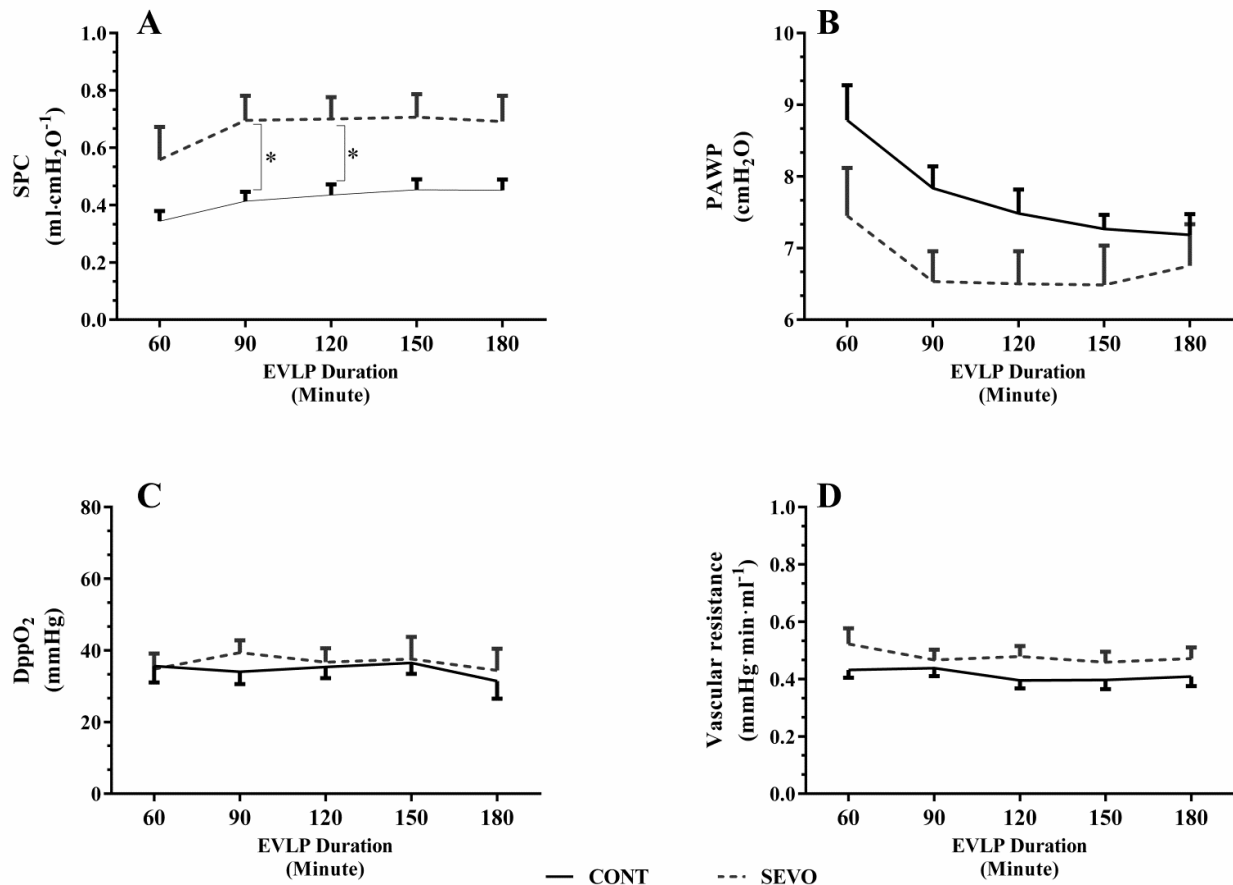 A
SPC
(ml·cmH₂O⁻¹)
1.0
0.8
0.6
0.4
0.2
0.0
*
*
60 90 120 150 180
EVLP Duration
(Minute)
B
PAWP
(cmH₂O)
10
9
8
7
6
60 90 120 150 180
EVLP Duration
(Minute)
C
DppO₂
(mmHg)
80
60
40
20
0
60 90 120 150 180
EVLP Duration
(Minute)
D
Vascular resistance
(mmHg·min·ml⁻¹)
1.0
0.8
0.6
0.4
0.2
0.0
60 90 120 150 180
EVLP Duration
(Minute)
CONT SEVO